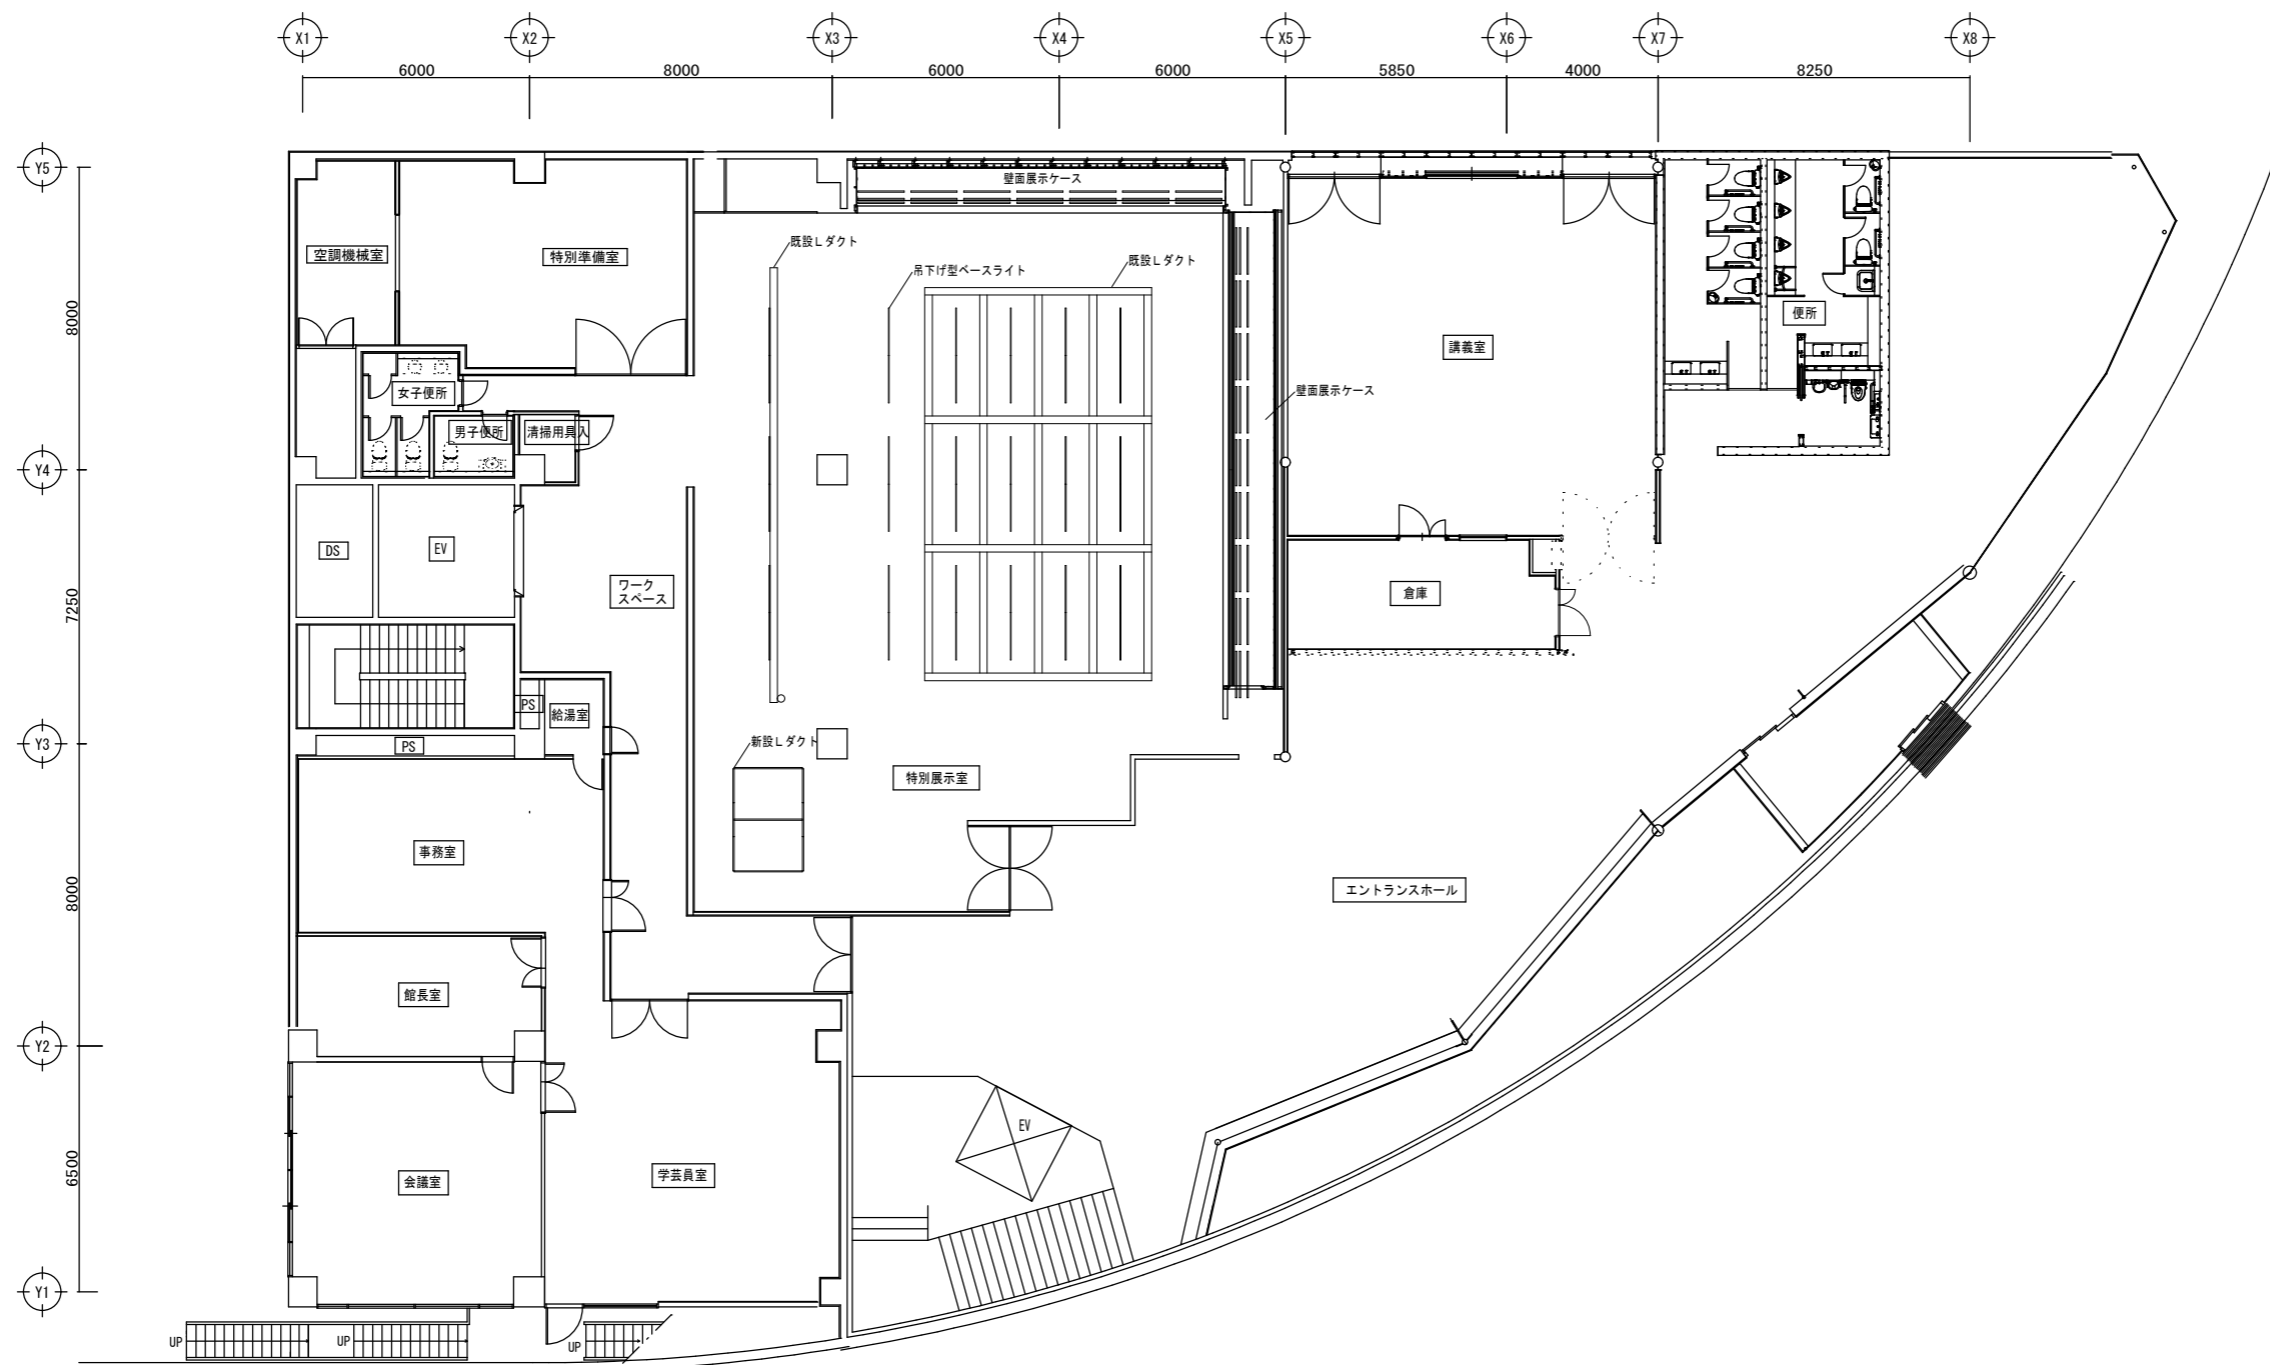 X1
X2
X3
X4
X5
X6
X7
X8
6000
8000
6000
6000
5850
4000
8250
Y5
8000
Y4
7250
Y3
8000
Y2
6500
Y1
壁面展示ケース
空調機械室
特別準備室
既設Lダクト
吊下げ型ベースライト
既設Lダクト
便所
講義室
女子便所
壁面展示ケース
男子便所
清掃用具入
DS
EV
ワーク
スペース
倉庫
PS
給湯室
PS
新設Lダクト
特別展示室
事務室
エントランスホール
館長室
EV
会議室
学芸員室
UP
UP
UP